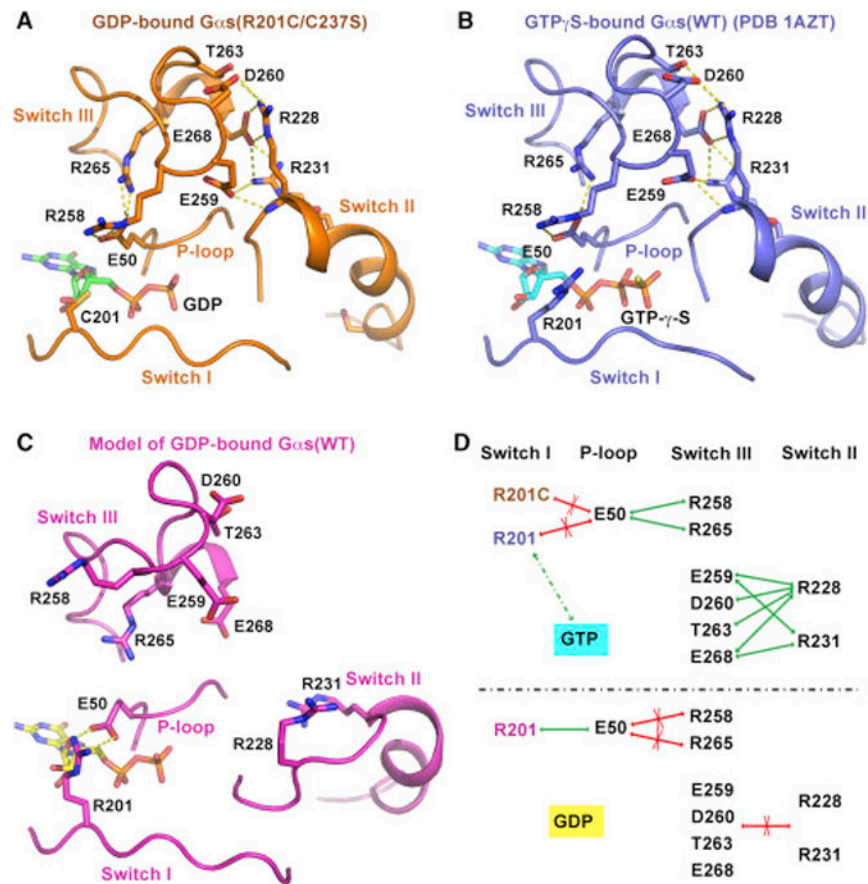 A
GDP-bound Gαs(R201C/C237S)
T263
D260
Switch III
R228
E268
R265
R231
E259
R258
Switch II
P-loop
E50
GDP
C201
Switch I
B
GTPγS-bound Gαs(WT) (PDB 1AZT)
T263
D260
R228
Switch III
E268
R265
R231
E259
R258
Switch II
P-loop
E50
R201
GTP-γ-S
Switch I
C
Model of GDP-bound Gαs(WT)
D260
Switch III
T263
R258
E259
R265
E268
E50
R231
Switch II
P-loop
R228
R201
Switch I
D
Switch I P-loop Switch III Switch II
R201C E50 R258
R201 R265
E259 R228
D260
T263 R231
E268
GTP
R201 E50 R258
R265
E259 R228
GDP D260
T263 R231
E268